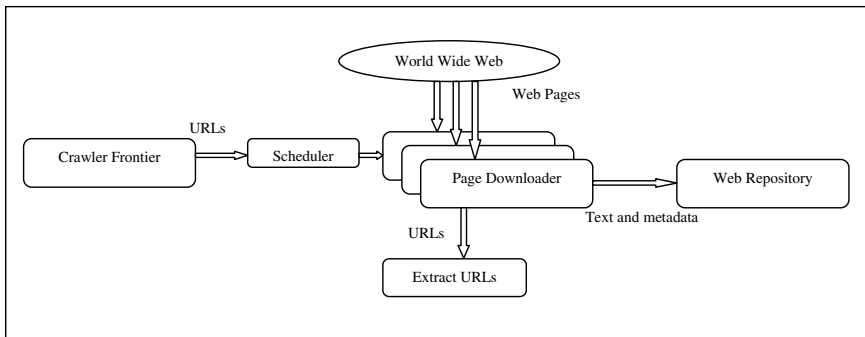 World Wide Web
Web Pages
URLs
Crawler Frontier
Scheduler
Page Downloader
Web Repository
Text and metadata
URLs
Extract URLs